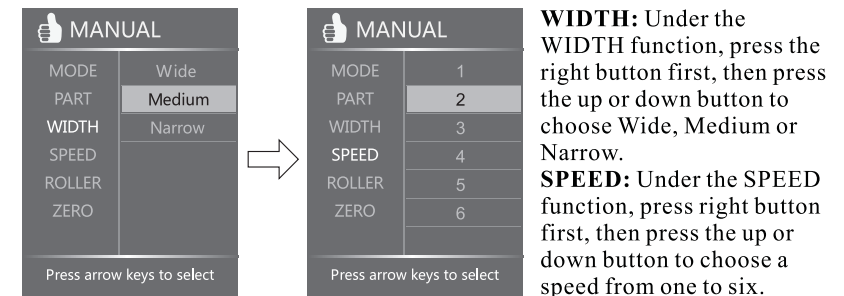 MANUAL
MODE
PART
WIDTH
SPEED
ROLLER
ZERO
Wide
Medium
Narrow
Press arrow keys to select
MANUAL
MODE
PART
WIDTH
SPEED
ROLLER
ZERO
1
2
3
4
5
6
Press arrow keys to select
WIDTH: Under the
WIDTH function, press the
right button first, then press
the up or down button to
choose Wide, Medium or
Narrow.
SPEED: Under the SPEED
function, press right button
first, then press the up or
down button to choose a
speed from one to six.